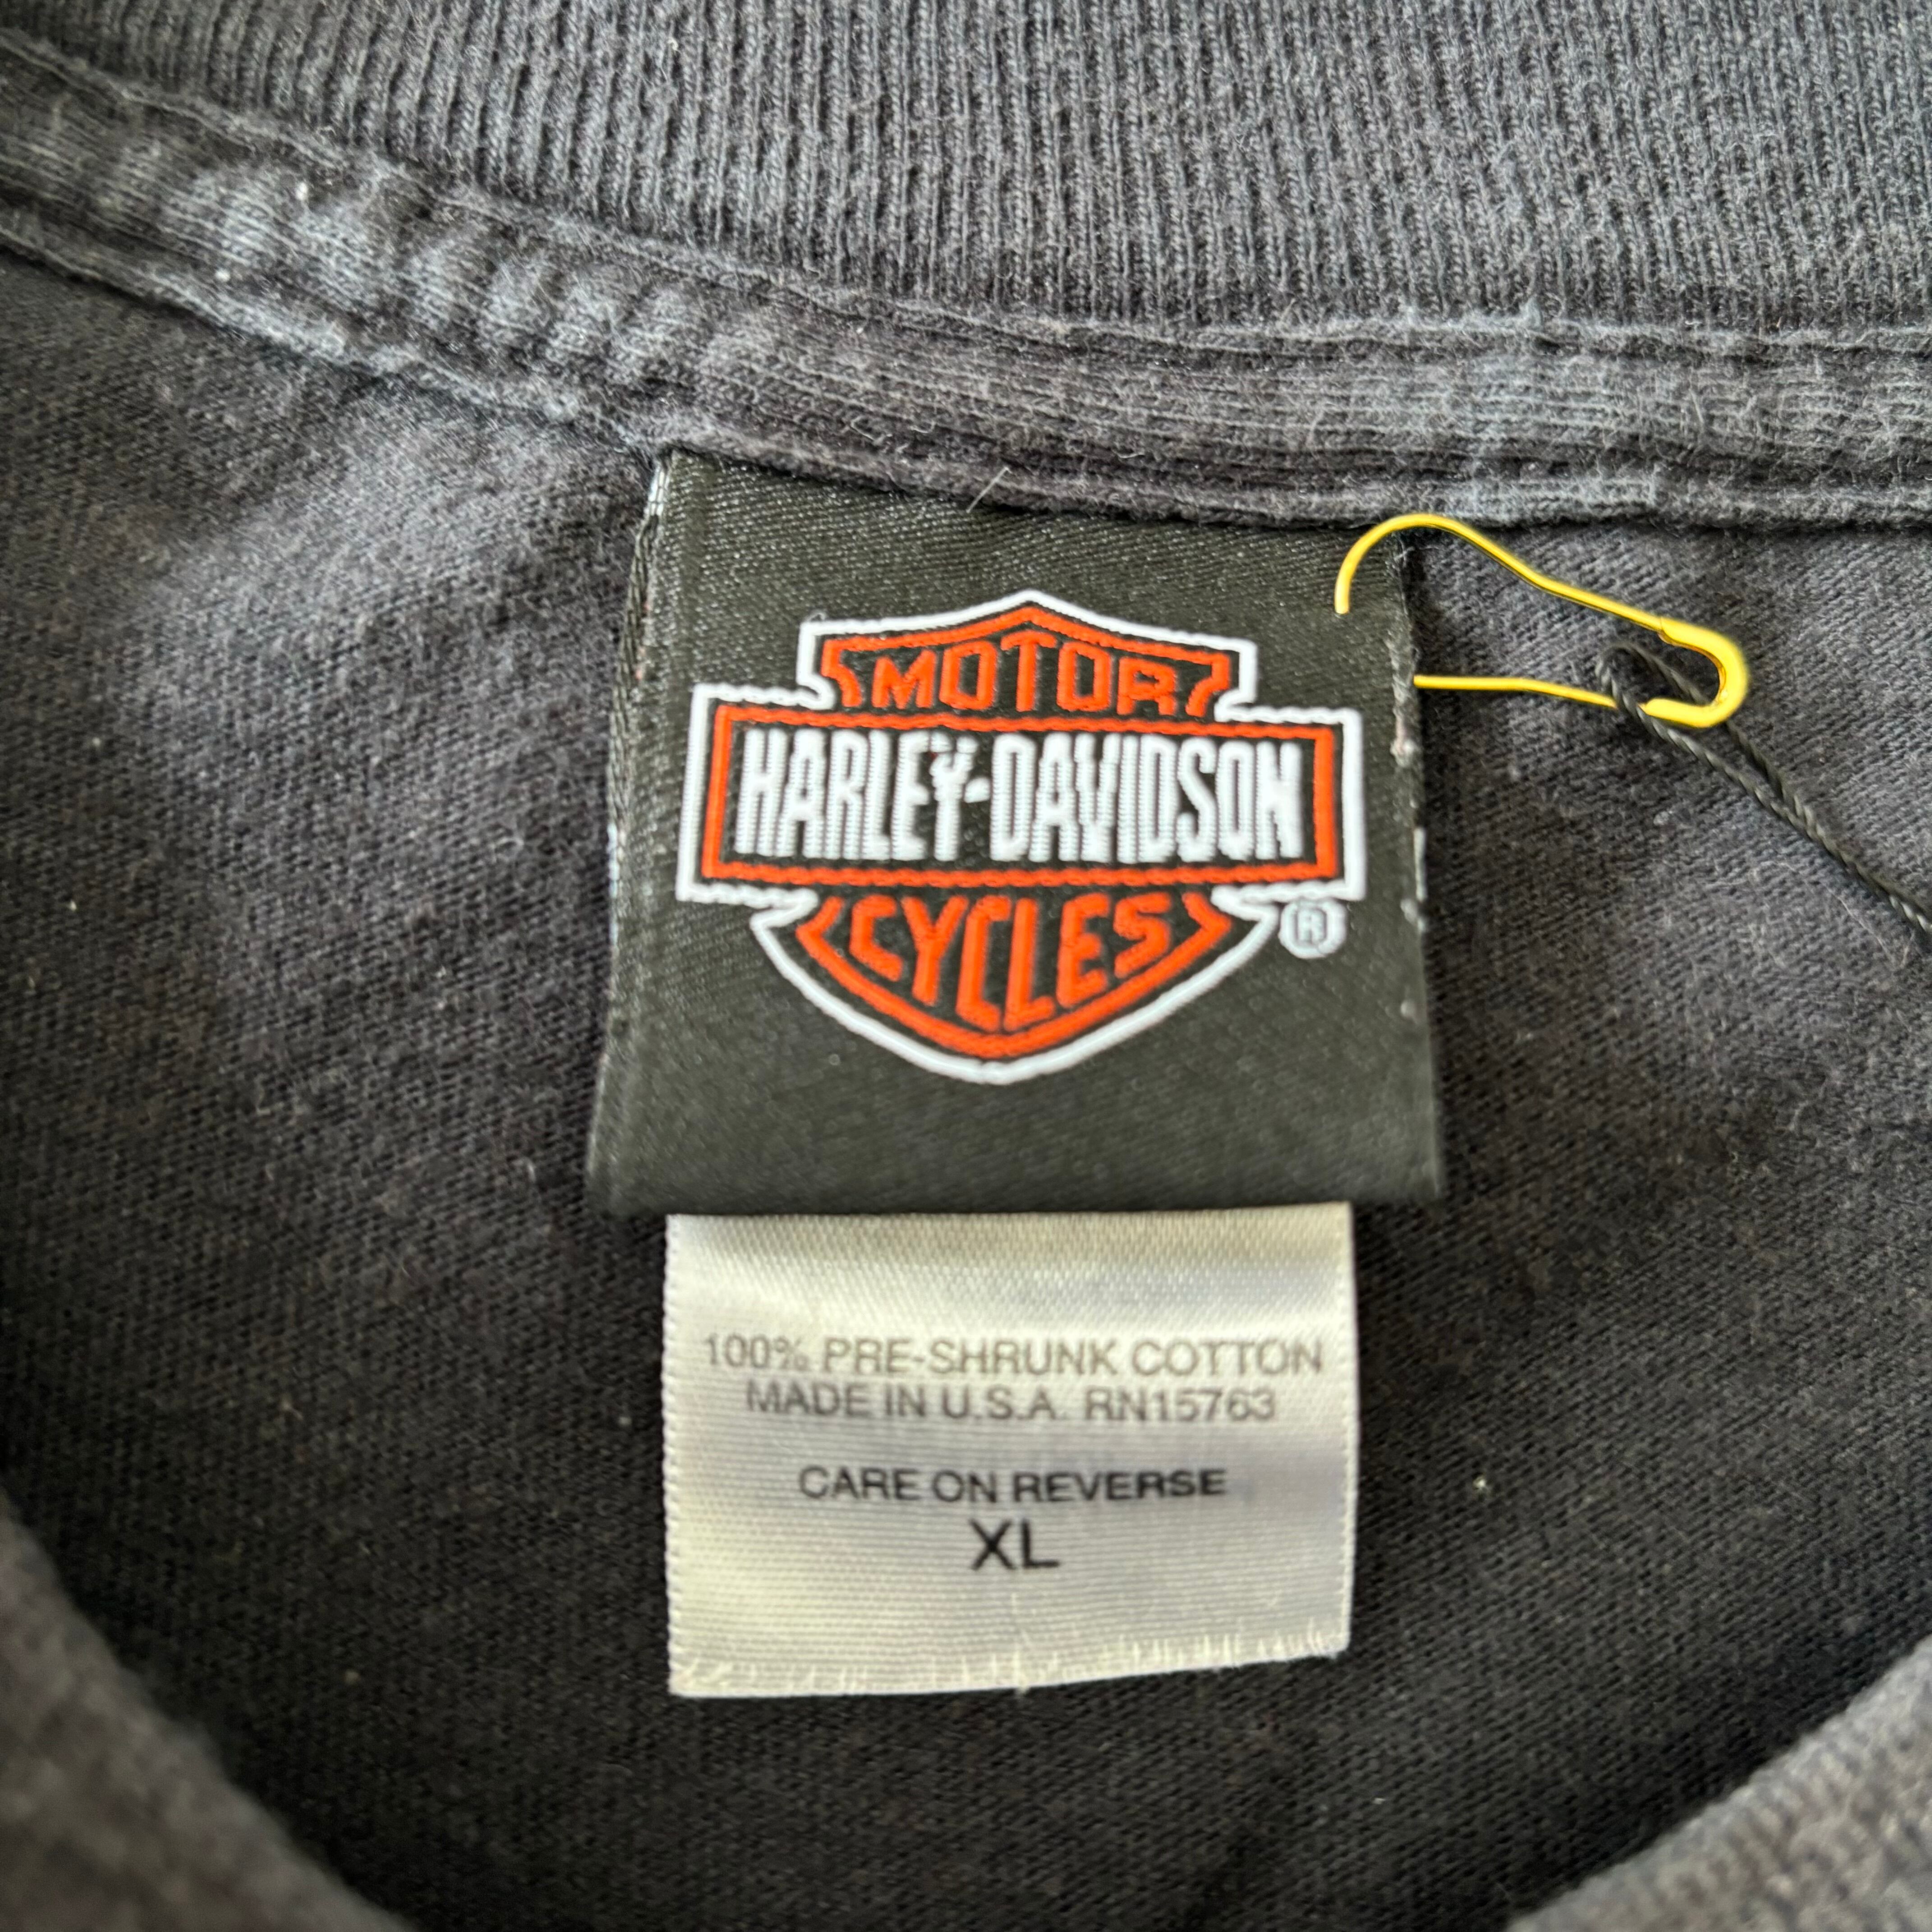 MOTOR
HARLEY-DAVIDSON
CYCLES
®
100% PRE-SHRUNK COTTON
MADE IN U.S.A. RN15763
CARE ON REVERSE
XL